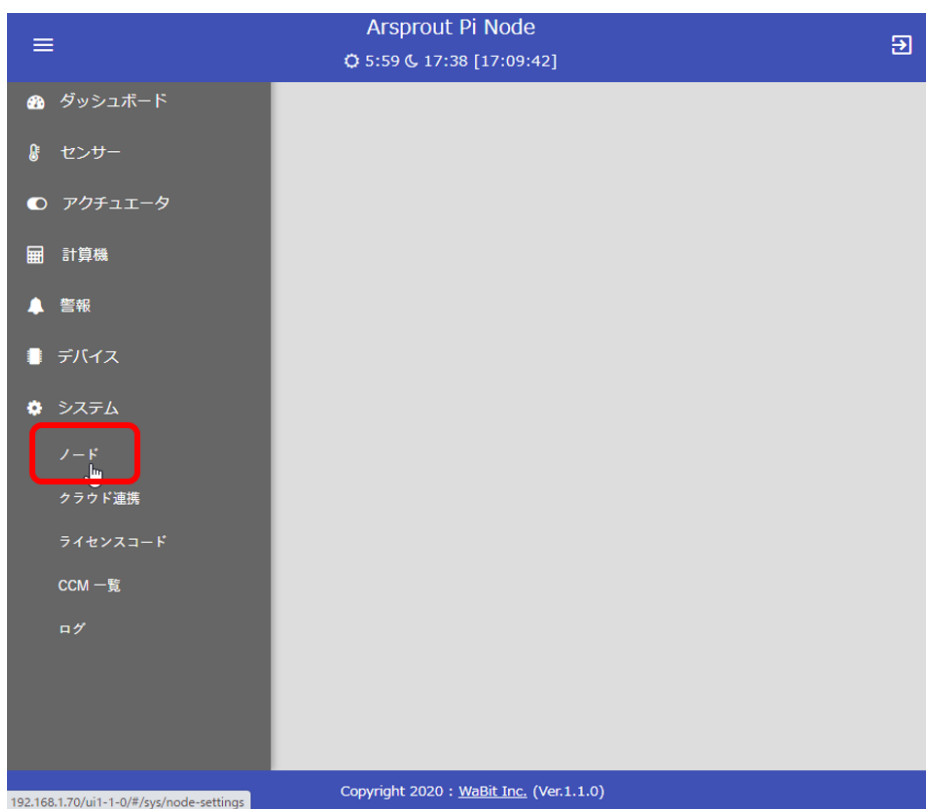 Arsprout Pi Node
5:59 17:38 [17:09:42]
ダッシュボード
センサー
アクチュエータ
計算機
警報
デバイス
システム
ノード
クラウド連携
ライセンスコード
CCM 一覧
ログ
Copyright 2020 : WaBit Inc. (Ver.1.1.0)
192.168.1.70/ui1-1-0/#/sys/node-settings